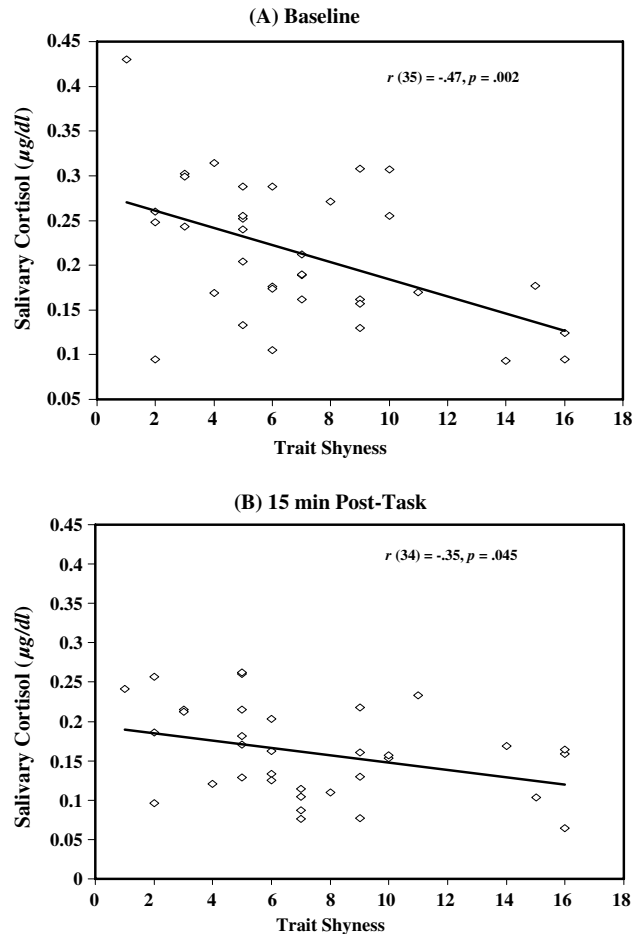 (A) Baseline
0.45
r (35) = -.47, p = .002
0.4
0.35
0.3
0.25
0.2
0.15
0.1
0.05
Salivary Cortisol (µg/dl)
0 2 4 6 8 10 12 14 16 18
Trait Shyness
(B) 15 min Post-Task
0.45
r (34) = -.35, p = .045
0.4
0.35
0.3
0.25
0.2
0.15
0.1
0.05
0
Salivary Cortisol (µg/dl)
0 2 4 6 8 10 12 14 16 18
Trait Shyness